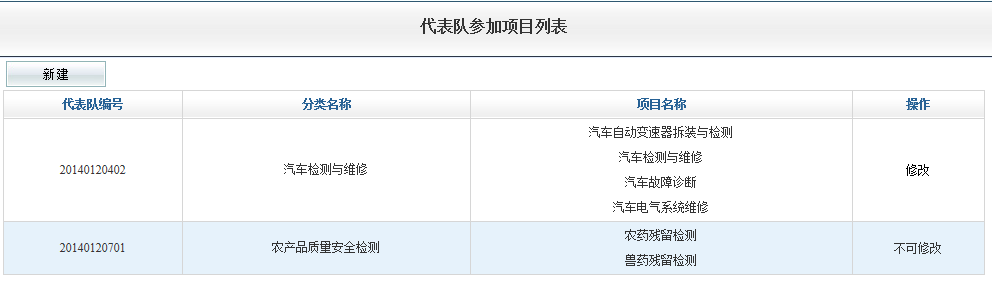 代表队参加项目列表
新建
代表队编号 分类名称 项目名称 操作
20140120402 汽车检测与维修 汽车自动变速器拆装与检测 修改
汽车检测与维修
汽车故障诊断
汽车电气系统维修
20140120701 农产品质量安全检测 农药残留检测 不可修改
兽药残留检测